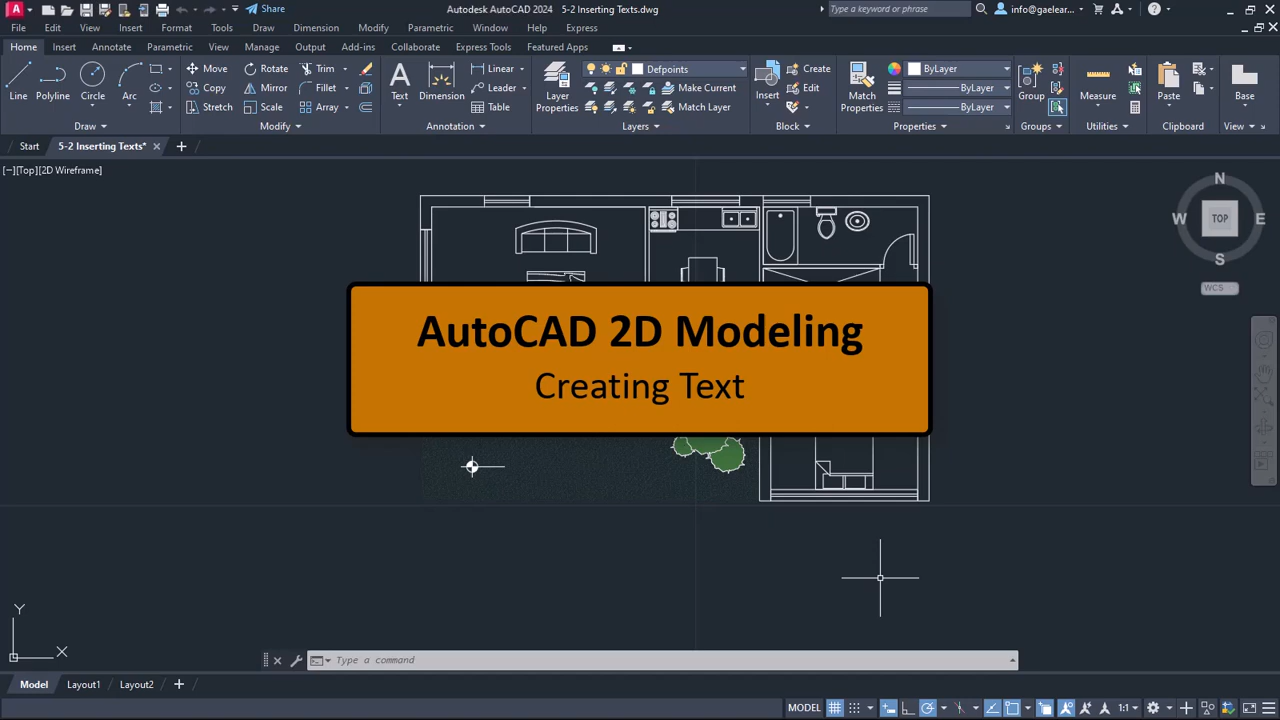 Share
Autodesk AutoCAD 2024 5-2 Inserting Texts.dwg
Type a keyword or phrase
info@gaelear...
File Edit View Insert Format Tools Draw Dimension Modify Parametric Window Help Express
Home Insert Annotate Parametric View Manage Output Add-ins Collaborate Express Tools Featured Apps
Line Polyline Circle Arc
Draw
Move Rotate Trim
Copy Mirror Fillet
Stretch Scale Array
Modify
Text Dimension
Linear
Leader
Table
Annotation
Layer
Properties
Defpoints
Make Current
Match Layer
Layers
Insert
Create
Edit
Block
Match
Properties
ByLayer
ByLayer
ByLayer
Properties
Group
Groups
Measure
Utilities
Paste
Clipboard
Base
View
Start 5-2 Inserting Texts*
[−][Top][2D Wireframe]
N
W TOP E
S
WCS
AutoCAD 2D Modeling
Creating Text
Y
X
Type a command
Model Layout1 Layout2
MODEL 1:1